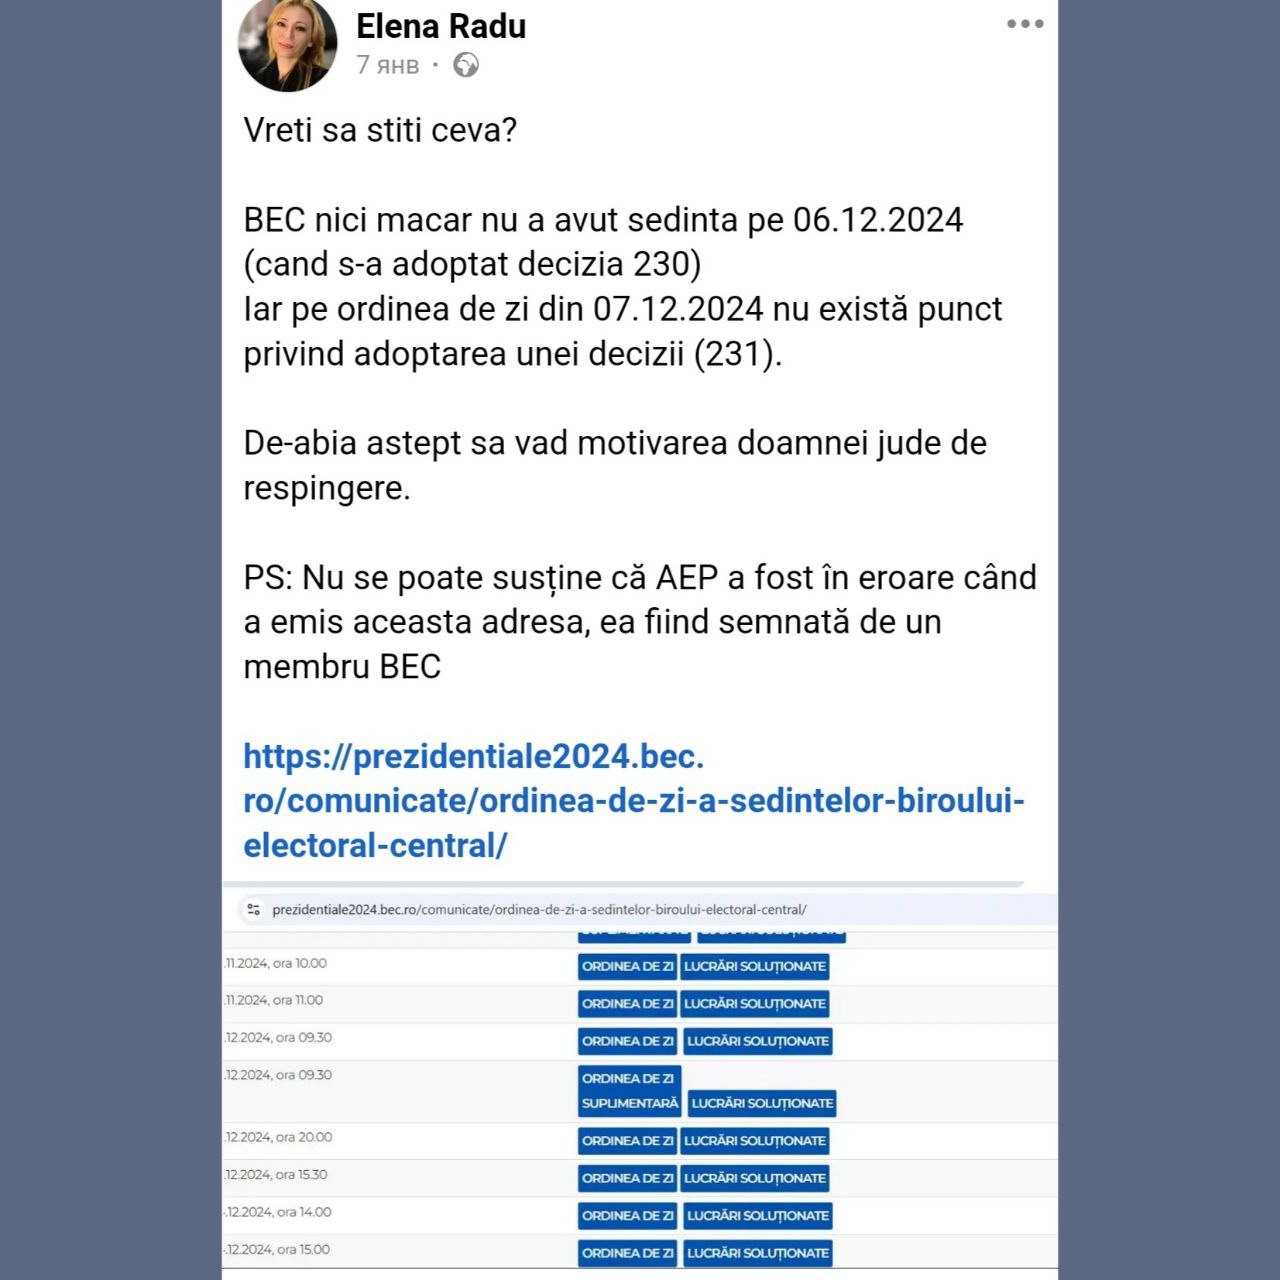 Elena Radu
7 янв ·
Vreti sa stiti ceva?
BEC nici macar nu a avut sedinta pe 06.12.2024
(cand s-a adoptat decizia 230)
Iar pe ordinea de zi din 07.12.2024 nu există punct
privind adoptarea unei decizii (231).
De-abia astept sa vad motivarea doamnei jude de
respingere.
PS: Nu se poate susține că AEP a fost în eroare când
a emis aceasta adresa, ea fiind semnată de un
membru BEC
https://prezidentiale2024.bec.
ro/comunicate/ordinea-de-zi-a-sedintelor-biroului-
electoral-central/
prezidentiale2024.bec.ro/comunicate/ordinea-de-zi-a-sedintelor-biroului-electoral-central/
.11.2024, ora 10.00 ORDINEA DE ZI LUCRĂRI SOLUȚIONATE
.11.2024, ora 11.00 ORDINEA DE ZI LUCRĂRI SOLUȚIONATE
.12.2024, ora 09.30 ORDINEA DE ZI LUCRĂRI SOLUȚIONATE
.12.2024, ora 09.30 ORDINEA DE ZI
SUPLIMENTARĂ LUCRĂRI SOLUȚIONATE
.12.2024, ora 20.00 ORDINEA DE ZI LUCRĂRI SOLUȚIONATE
.12.2024, ora 15.30 ORDINEA DE ZI LUCRĂRI SOLUȚIONATE
.12.2024, ora 14.00 ORDINEA DE ZI LUCRĂRI SOLUȚIONATE
.12.2024, ora 15.00 ORDINEA DE ZI LUCRĂRI SOLUȚIONATE